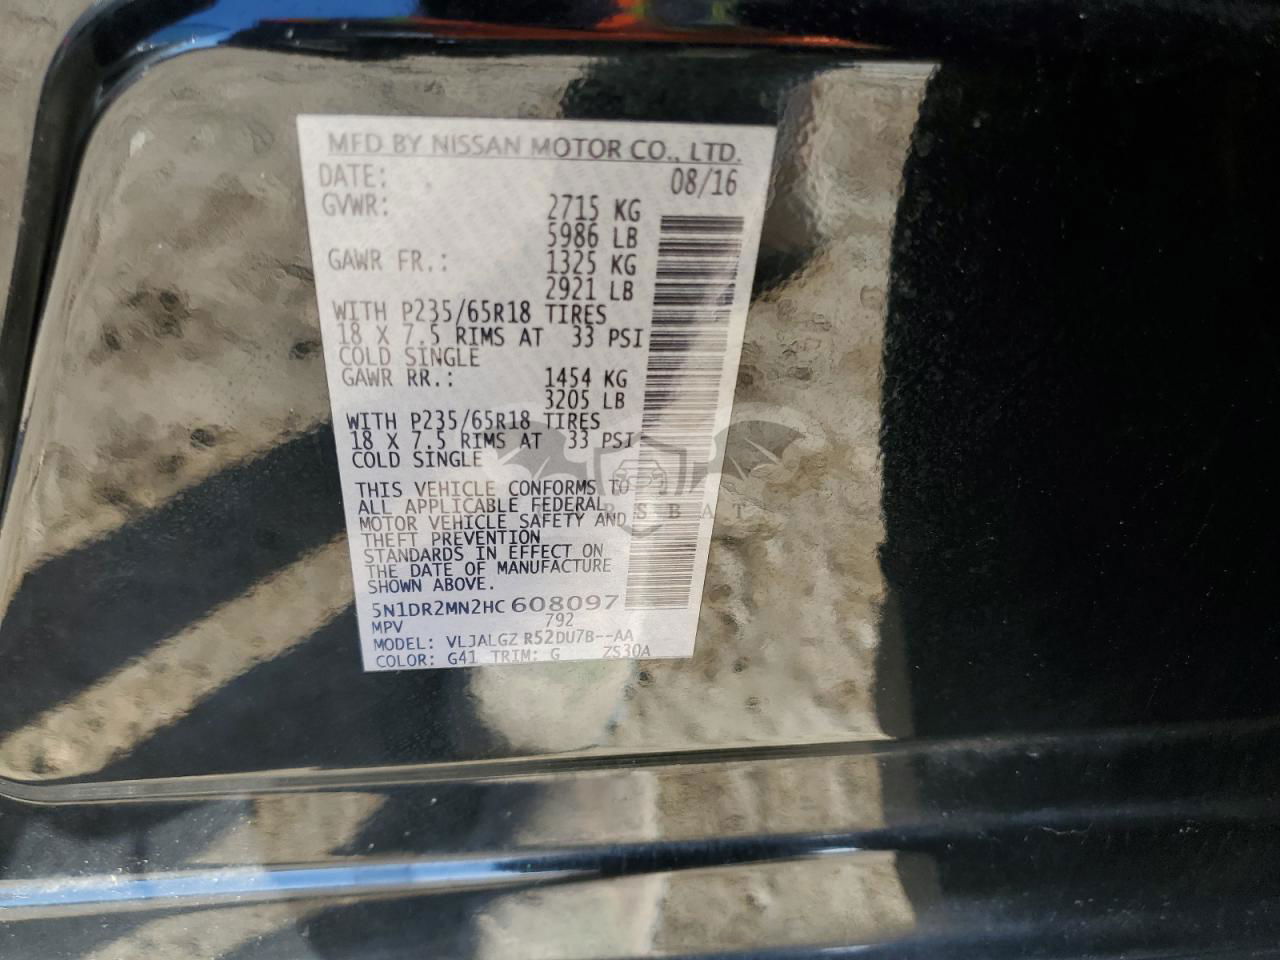 MFD BY NISSAN MOTOR CO., LTD.
DATE: 08/16
GVWR: 2715 KG
5986 LB
GAWR FR.: 1325 KG
2921 LB
WITH P235/65R18 TIRES
18 X 7.5 RIMS AT 33 PSI
COLD SINGLE
GAWR RR.: 1454 KG
3205 LB
WITH P235/65R18 TIRES
18 X 7.5 RIMS AT 33 PSI
COLD SINGLE
THIS VEHICLE CONFORMS TO
ALL APPLICABLE FEDERAL
MOTOR VEHICLE SAFETY AND
THEFT PREVENTION
STANDARDS IN EFFECT ON
THE DATE OF MANUFACTURE
SHOWN ABOVE.
5N1DR2MN2HC608097
MPV 792
MODEL: VLJALGZ R52DU7B--AA
COLOR: G41 TRIM: G ZS30A